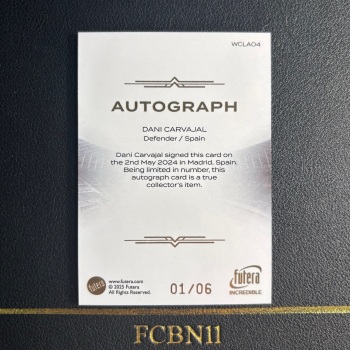 WCLA04
AUTOGRAPH
DANI CARVAJAL
Defender / Spain
Dani Carvajal signed this card on
the 2nd May 2024 in Madrid, Spain.
Being limited in number, this
autograph card is a true
collector's item.
futera
www.futera.com
© 2025 Futera
All Rights Reserved.
01/06
futera
INCREDIBLE
FCBN11